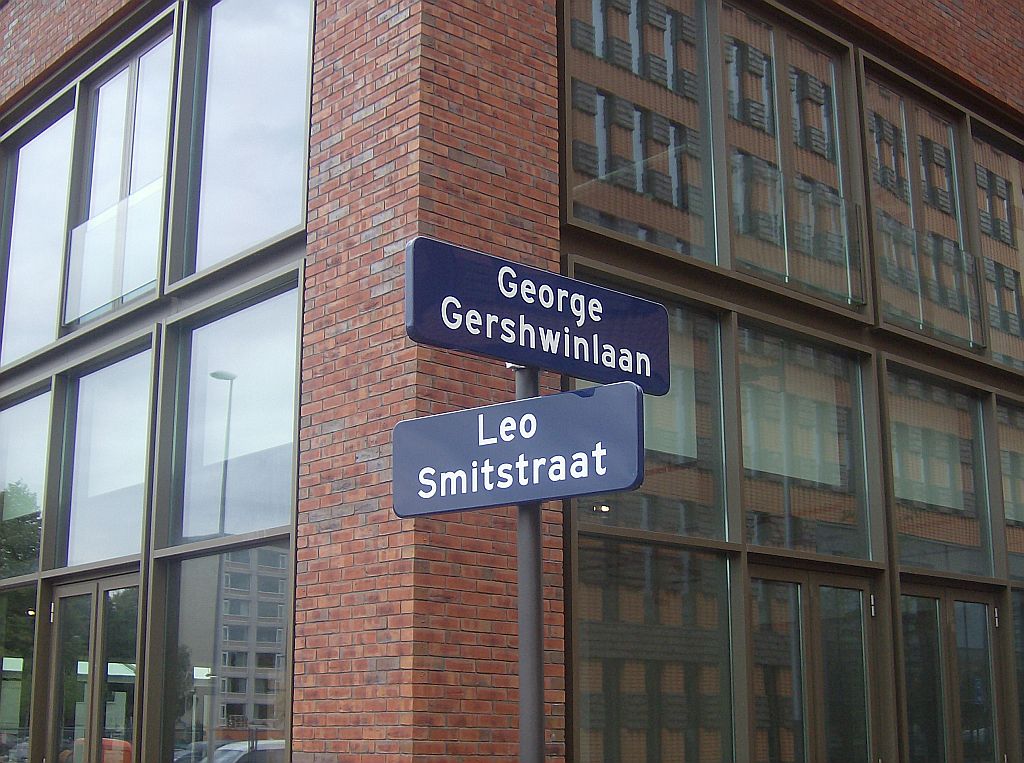 George
Gershwinlaan
Leo
Smitstraat